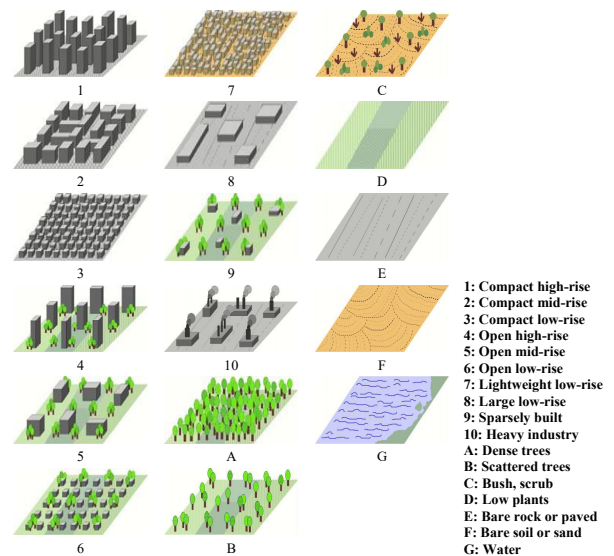 1
7
C
2
8
D
3
9
E
4
10
F
5
A
G
6
B
1: Compact high-rise
2: Compact mid-rise
3: Compact low-rise
4: Open high-rise
5: Open mid-rise
6: Open low-rise
7: Lightweight low-rise
8: Large low-rise
9: Sparsely built
10: Heavy industry
A: Dense trees
B: Scattered trees
C: Bush, scrub
D: Low plants
E: Bare rock or paved
F: Bare soil or sand
G: Water